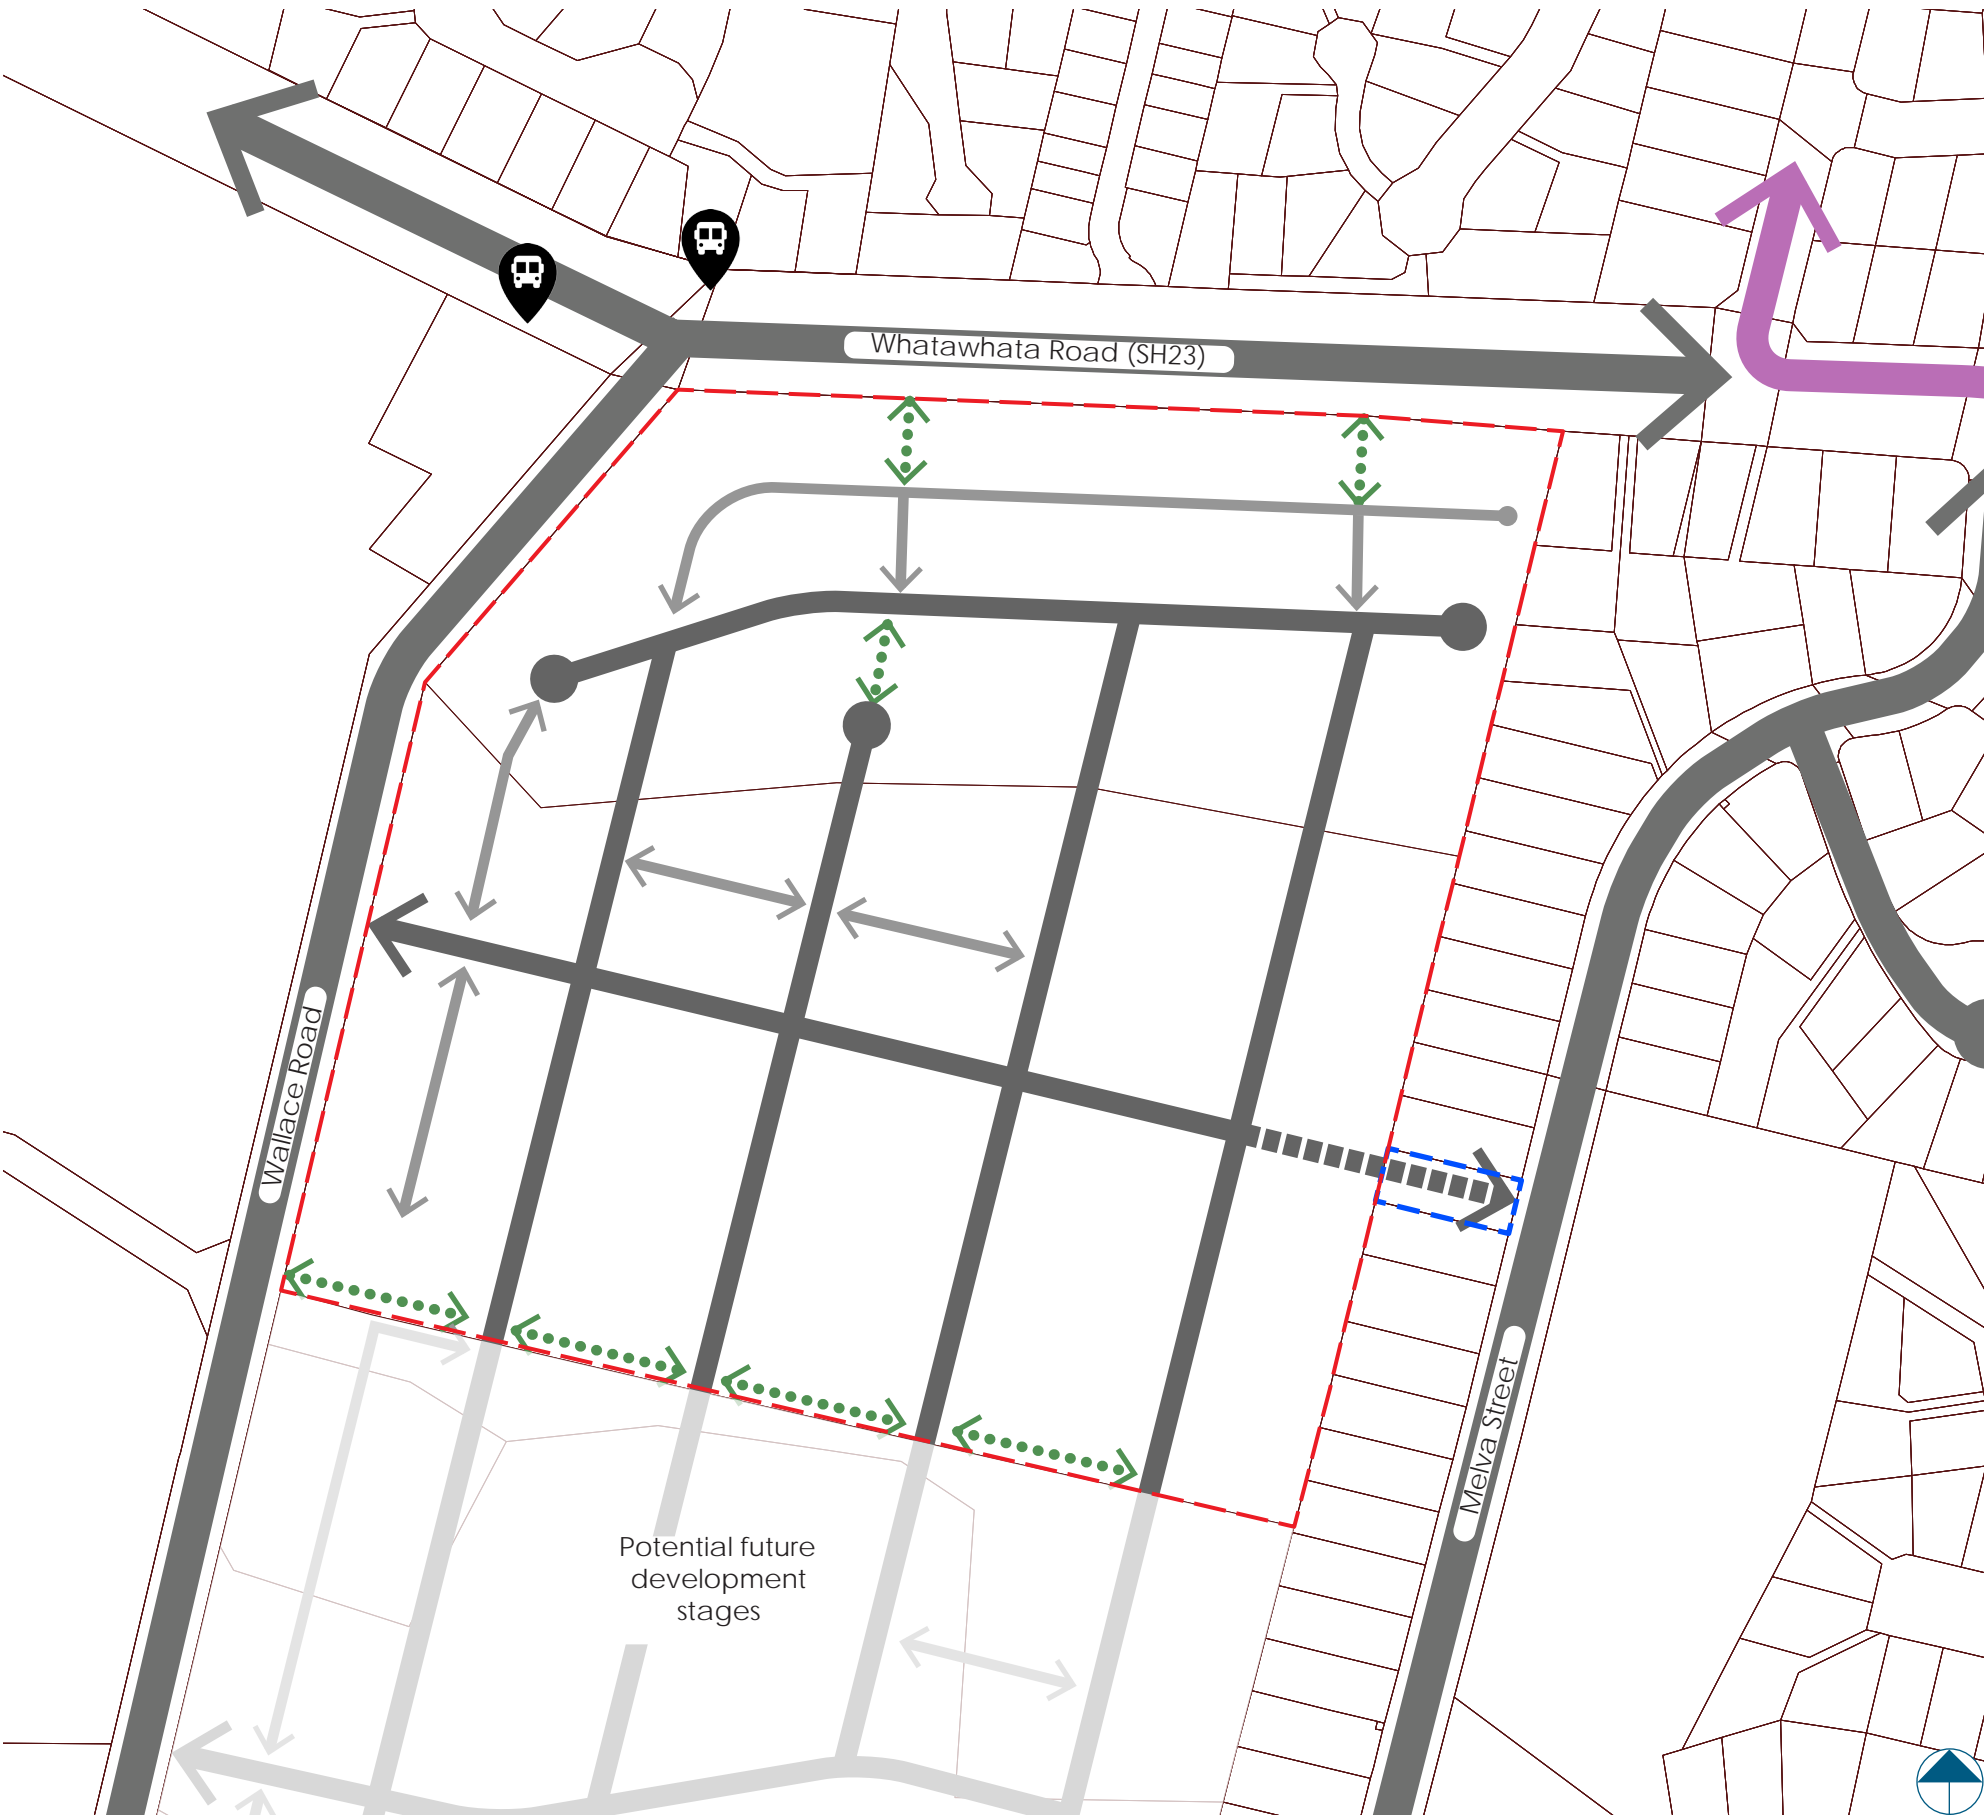 Whatawhata Road (SH23)
Wallace Road
Melva Street
Potential future
development
stages